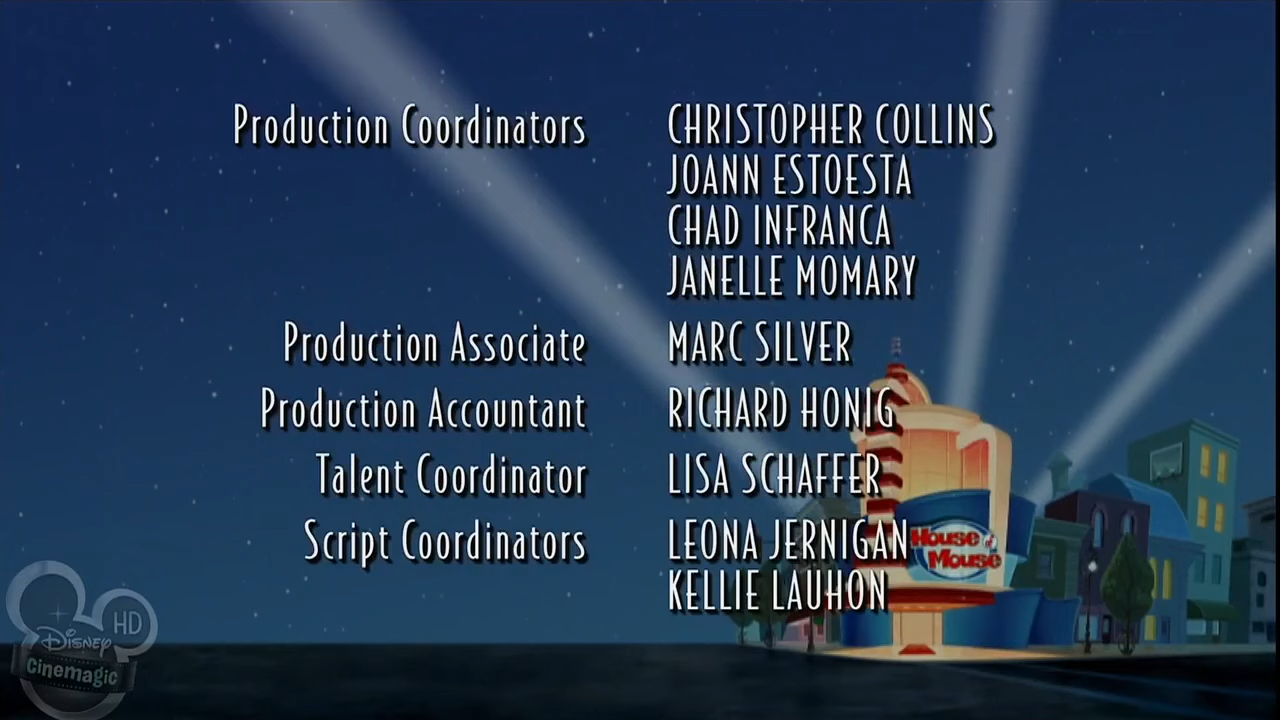 Production Coordinators CHRISTOPHER COLLINS
JOANN ESTOESTA
CHAD INFRANCA
JANELLE MOMARY
Production Associate MARC SILVER
Production Accountant RICHARD HONIG
Talent Coordinator LISA SCHAFFER
Script Coordinators LEONA JERNIGAN
KELLIE LAUHON
House of
Mouse
HD
Disney
Cinemagic